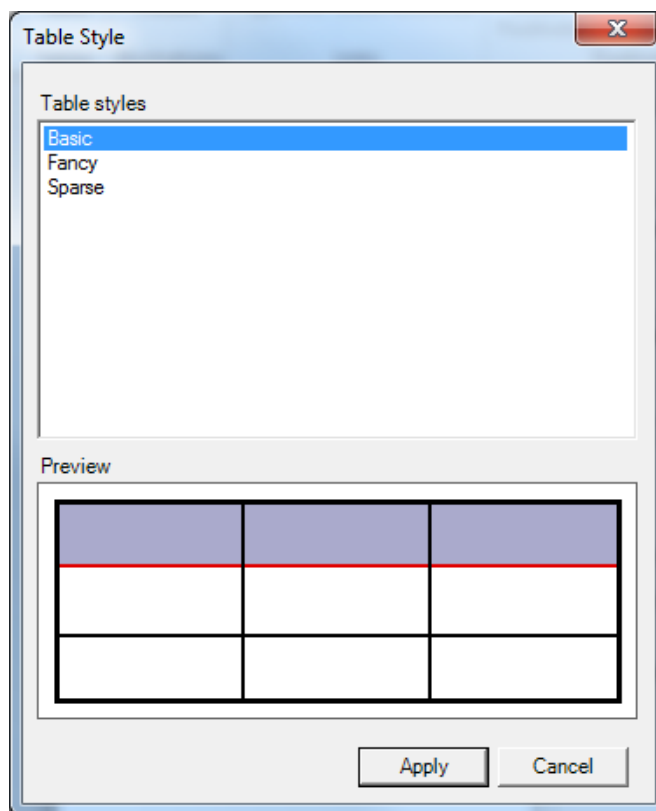 Table Style
Table styles
Basic
Fancy
Sparse
Preview
Apply
Cancel